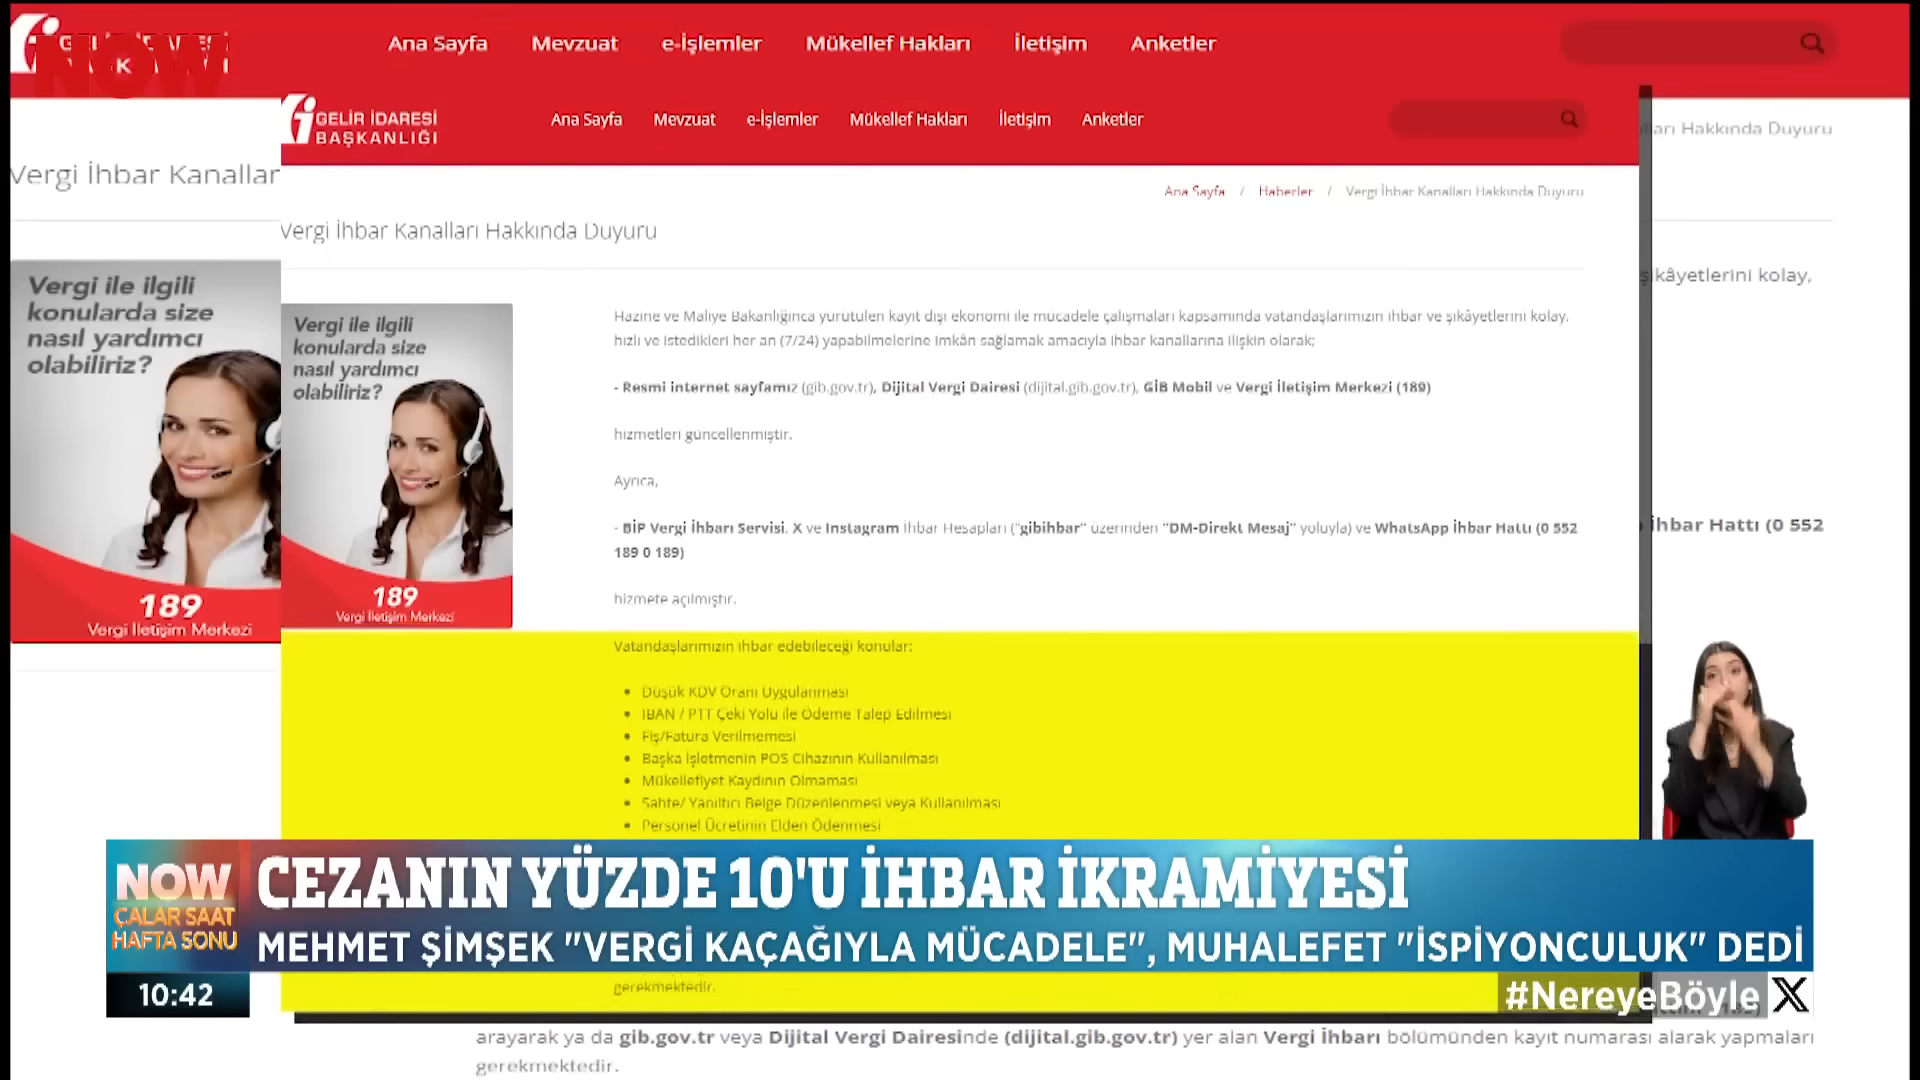 GELİR İDARESİ
NOW
Ana Sayfa Mevzuat e-İşlemler Mükellef Hakları İletişim Anketler
GELİR İDARESİ
BAŞKANLIĞI
Ana Sayfa Mevzuat e-İşlemler Mükellef Hakları İletişim Anketler
ları Hakkında Duyuru
Vergi İhbar Kanallar
Ana Sayfa / Haberler / Vergi İhbar Kanalları Hakkında Duyuru
Vergi İhbar Kanalları Hakkında Duyuru
şikâyetlerini kolay,
Vergi ile ilgili
konularda size
nasıl yardımcı
olabiliriz?
189
Vergi İletişim Merkezi
Vergi ile ilgili
konularda size
nasıl yardımcı
olabiliriz?
189
Vergi İletişim Merkezi
Hazine ve Maliye Bakanlığınca yürütülen kayıt dışı ekonomi ile mücadele çalışmaları kapsamında vatandaşlarımızın ihbar ve şikâyetlerini kolay,
hızlı ve istedikleri her an (7/24) yapabilmelerine imkân sağlamak amacıyla ihbar kanallarına ilişkin olarak;
- Resmi internet sayfamız (gib.gov.tr), Dijital Vergi Dairesi (dijital.gib.gov.tr), GİB Mobil ve Vergi İletişim Merkezi (189)
hizmetleri güncellenmiştir.
Ayrıca,
- BİP Vergi İhbarı Servisi, X ve Instagram İhbar Hesapları ("gibihbar" üzerinden "DM-Direkt Mesaj" yoluyla) ve WhatsApp İhbar Hattı (0 552
189 0 189)
hizmete açılmıştır.
İhbar Hattı (0 552
Vatandaşlarımızın ihbar edebileceği konular:
• Düşük KDV Oranı Uygulanması
• IBAN / PTT Çeki Yolu ile Ödeme Talep Edilmesi
• Fiş/Fatura Verilmemesi
• Başka İşletmenin POS Cihazının Kullanılması
• Mükellefiyet Kaydının Olmaması
• Sahte/ Yanıltıcı Belge Düzenlenmesi veya Kullanılması
• Personel Ücretinin Elden Ödenmesi
NOW
ÇALAR SAAT
HAFTA SONU
CEZANIN YÜZDE 10'U İHBAR İKRAMİYESİ
MEHMET ŞİMŞEK "VERGİ KAÇAĞIYLA MÜCADELE", MUHALEFET "İSPİYONCULUK" DEDİ
10:42
gerekmektedir.
#NereyeBöyle X
arayarak ya da gib.gov.tr veya Dijital Vergi Dairesinde (dijital.gib.gov.tr) yer alan Vergi İhbarı bölümünden kayıt numarası alarak yapmaları
gerekmektedir.